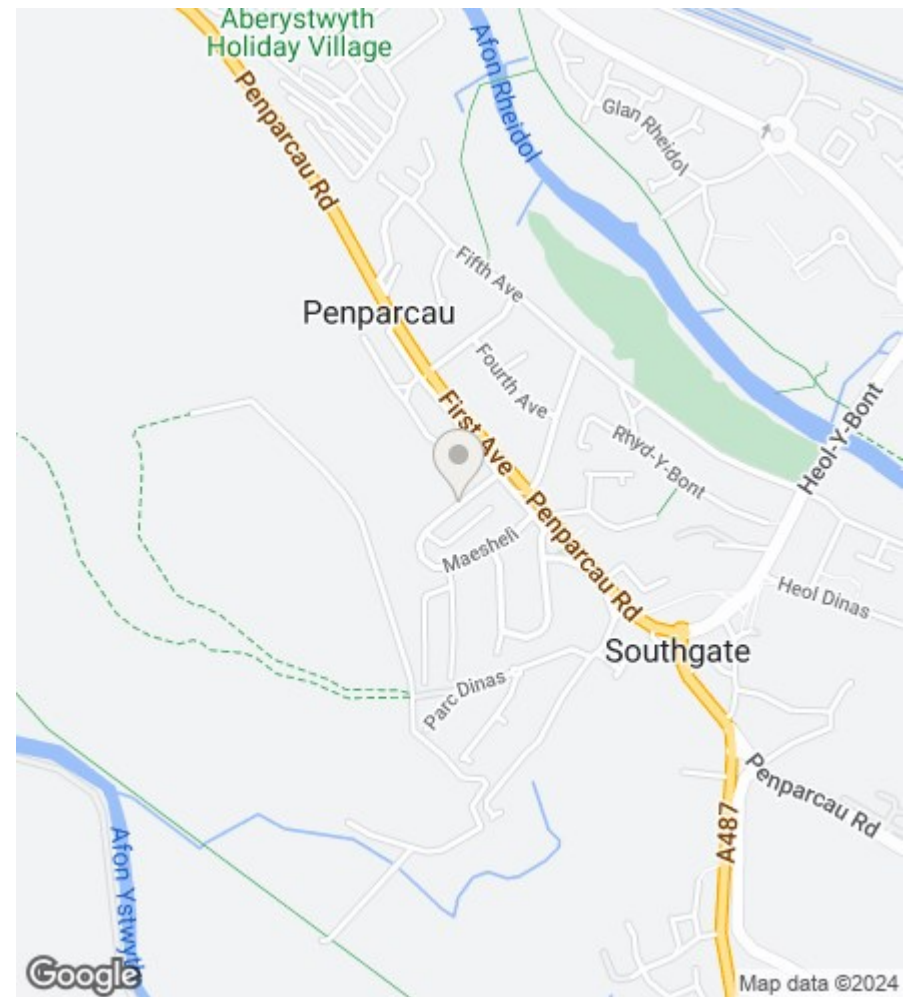 Aberystwyth
Holiday Village
Afon Rheidol
Penparcau Rd
Glan Rheidol
Fifth Ave
Penparcau
Fourth Ave
First Ave
Rhyd-Y-Bont
Heol-Y-Bont
Penparcau Rd
Maesheli
Heol Dinas
Southgate
Parc Dinas
Penparcau Rd
A487
Afon Ystwyth
Google
Map data ©2024